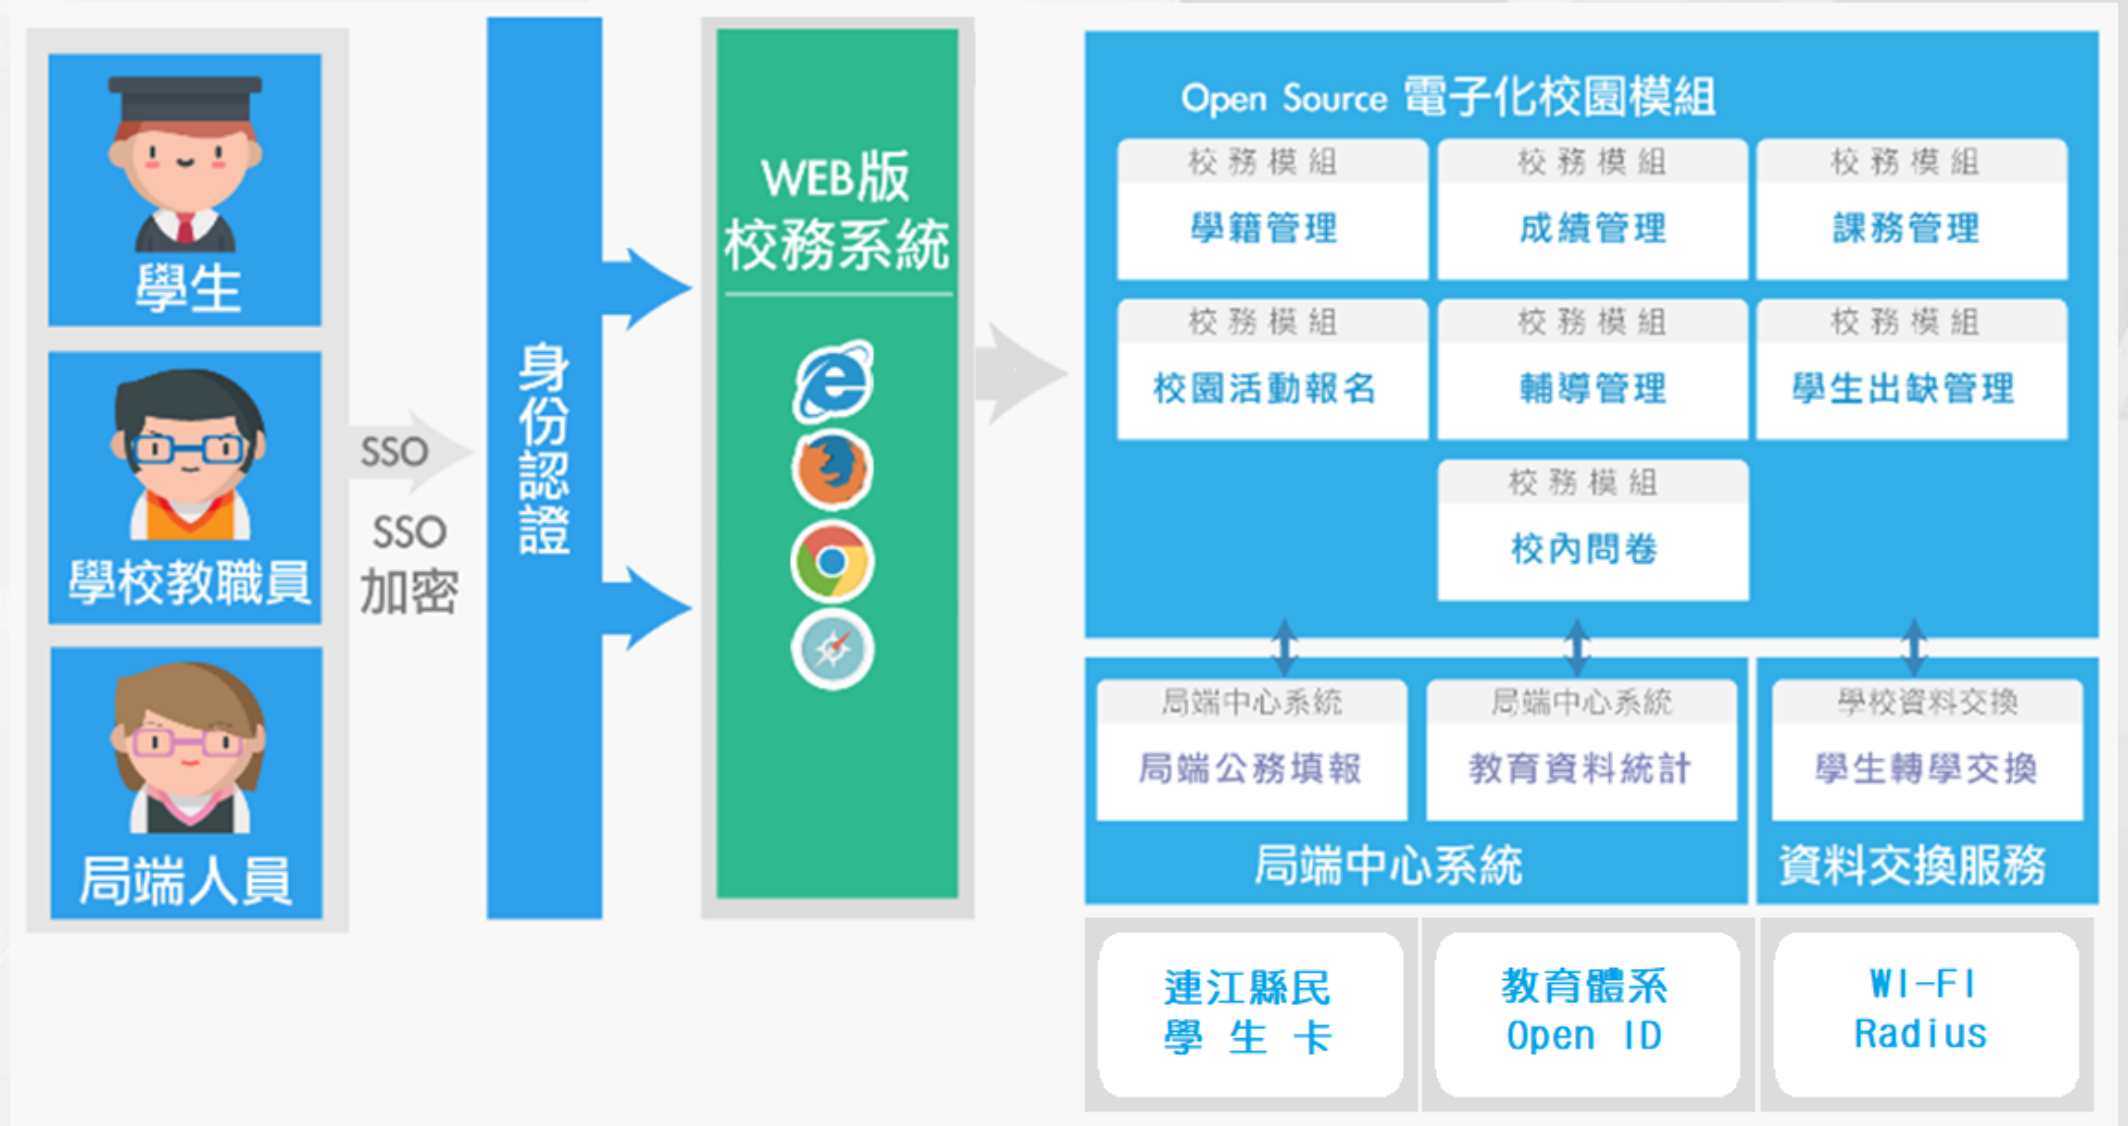 學生
學校教職員
局端人員
SSO
SSO
加密
身份認證
WEB版
校務系統
Open Source 電子化校園模組
校務模組
學籍管理
校務模組
成績管理
校務模組
課務管理
校務模組
校園活動報名
校務模組
輔導管理
校務模組
學生出缺管理
校務模組
校內問卷
局端中心系統
局端公務填報
局端中心系統
教育資料統計
局端中心系統
學校資料交換
學生轉學交換
資料交換服務
連江縣民
學 生 卡
教育體系
Open ID
WI-FI
Radius